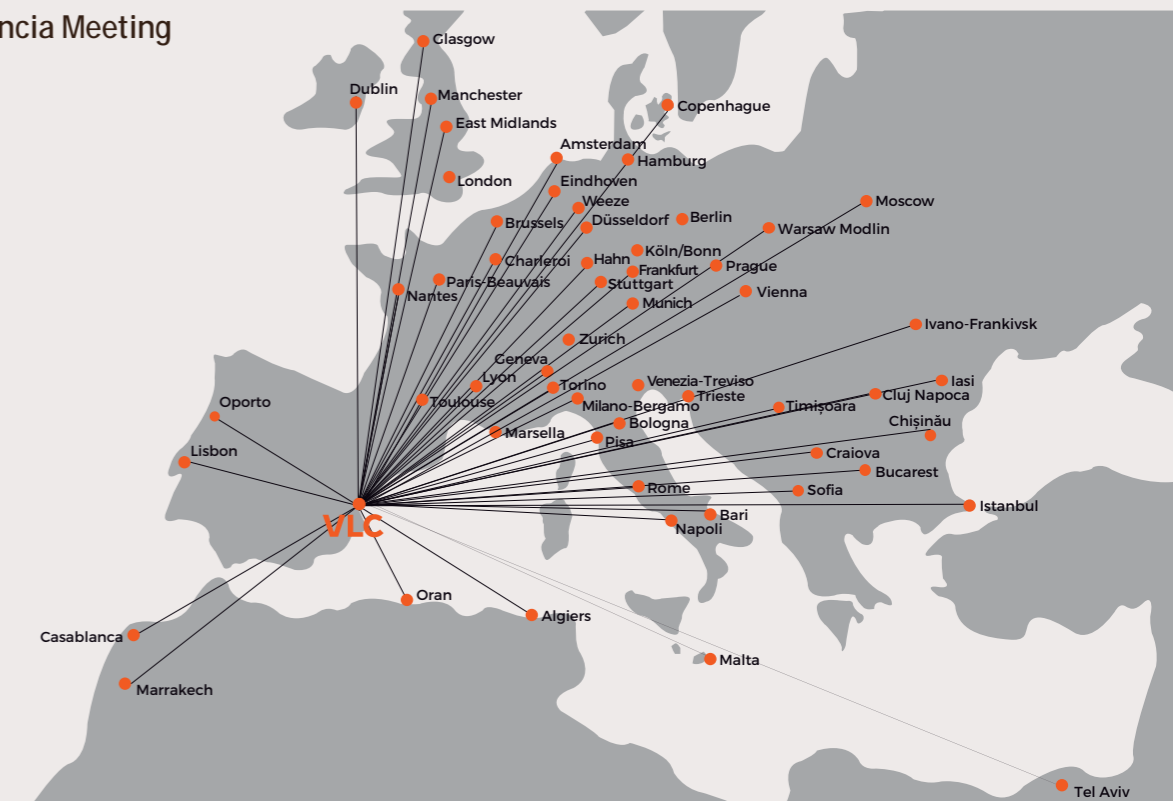 ncia Meeting
Glasgow
Dublin
Manchester
Copenhague
East Midlands
Amsterdam
Hamburg
London
Eindhoven
Weeze
Moscow
Brussels
Düsseldorf
Berlin
Warsaw Modlin
Köln/Bonn
Charleroi
Hahn
Frankfurt
Prague
Paris-Beauvais
Stuttgart
Nantes
Munich
Vienna
Ivano-Frankivsk
Zurich
Geneva
Lyon
Torino
Venezia-Treviso
Iasi
Oporto
Toulouse
Milano-Bergamo
Trieste
Timișoara
Cluj Napoca
Bologna
Chișinău
Marsella
Pisa
Lisbon
Craiova
Bucarest
Rome
Sofia
Istanbul
VLC
Bari
Napoli
Oran
Algiers
Casablanca
Malta
Marrakech
Tel Aviv